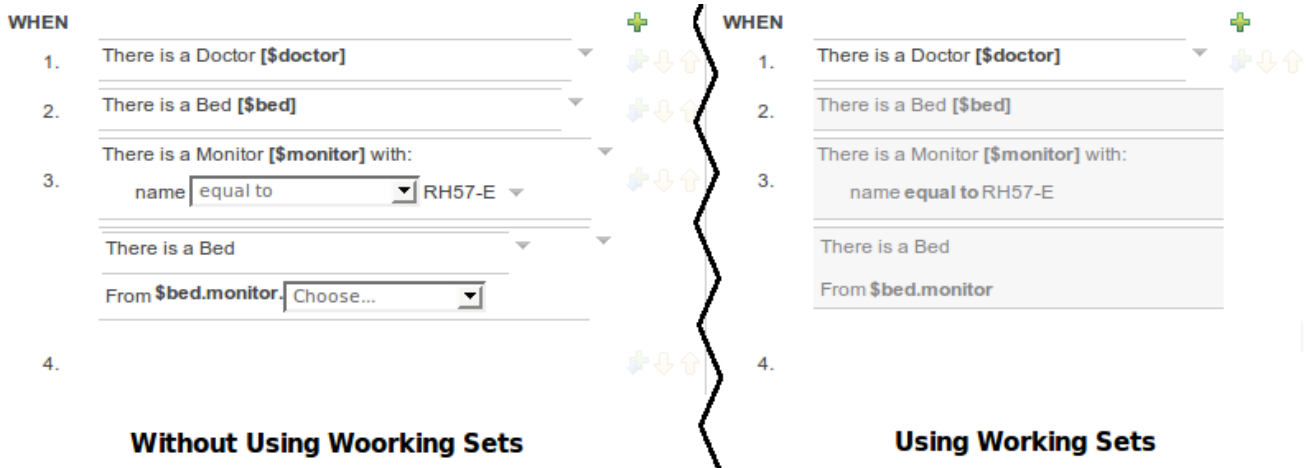 WHEN
1. There is a Doctor [$doctor]
2. There is a Bed [$bed]
There is a Monitor [$monitor] with:
3. name equal to RH57-E
There is a Bed
From $bed.monitor. Choose...
4.
Without Using Woorking Sets
WHEN
1. There is a Doctor [$doctor]
2. There is a Bed [$bed]
There is a Monitor [$monitor] with:
3. name equal to RH57-E
There is a Bed
From $bed.monitor
4.
Using Working Sets